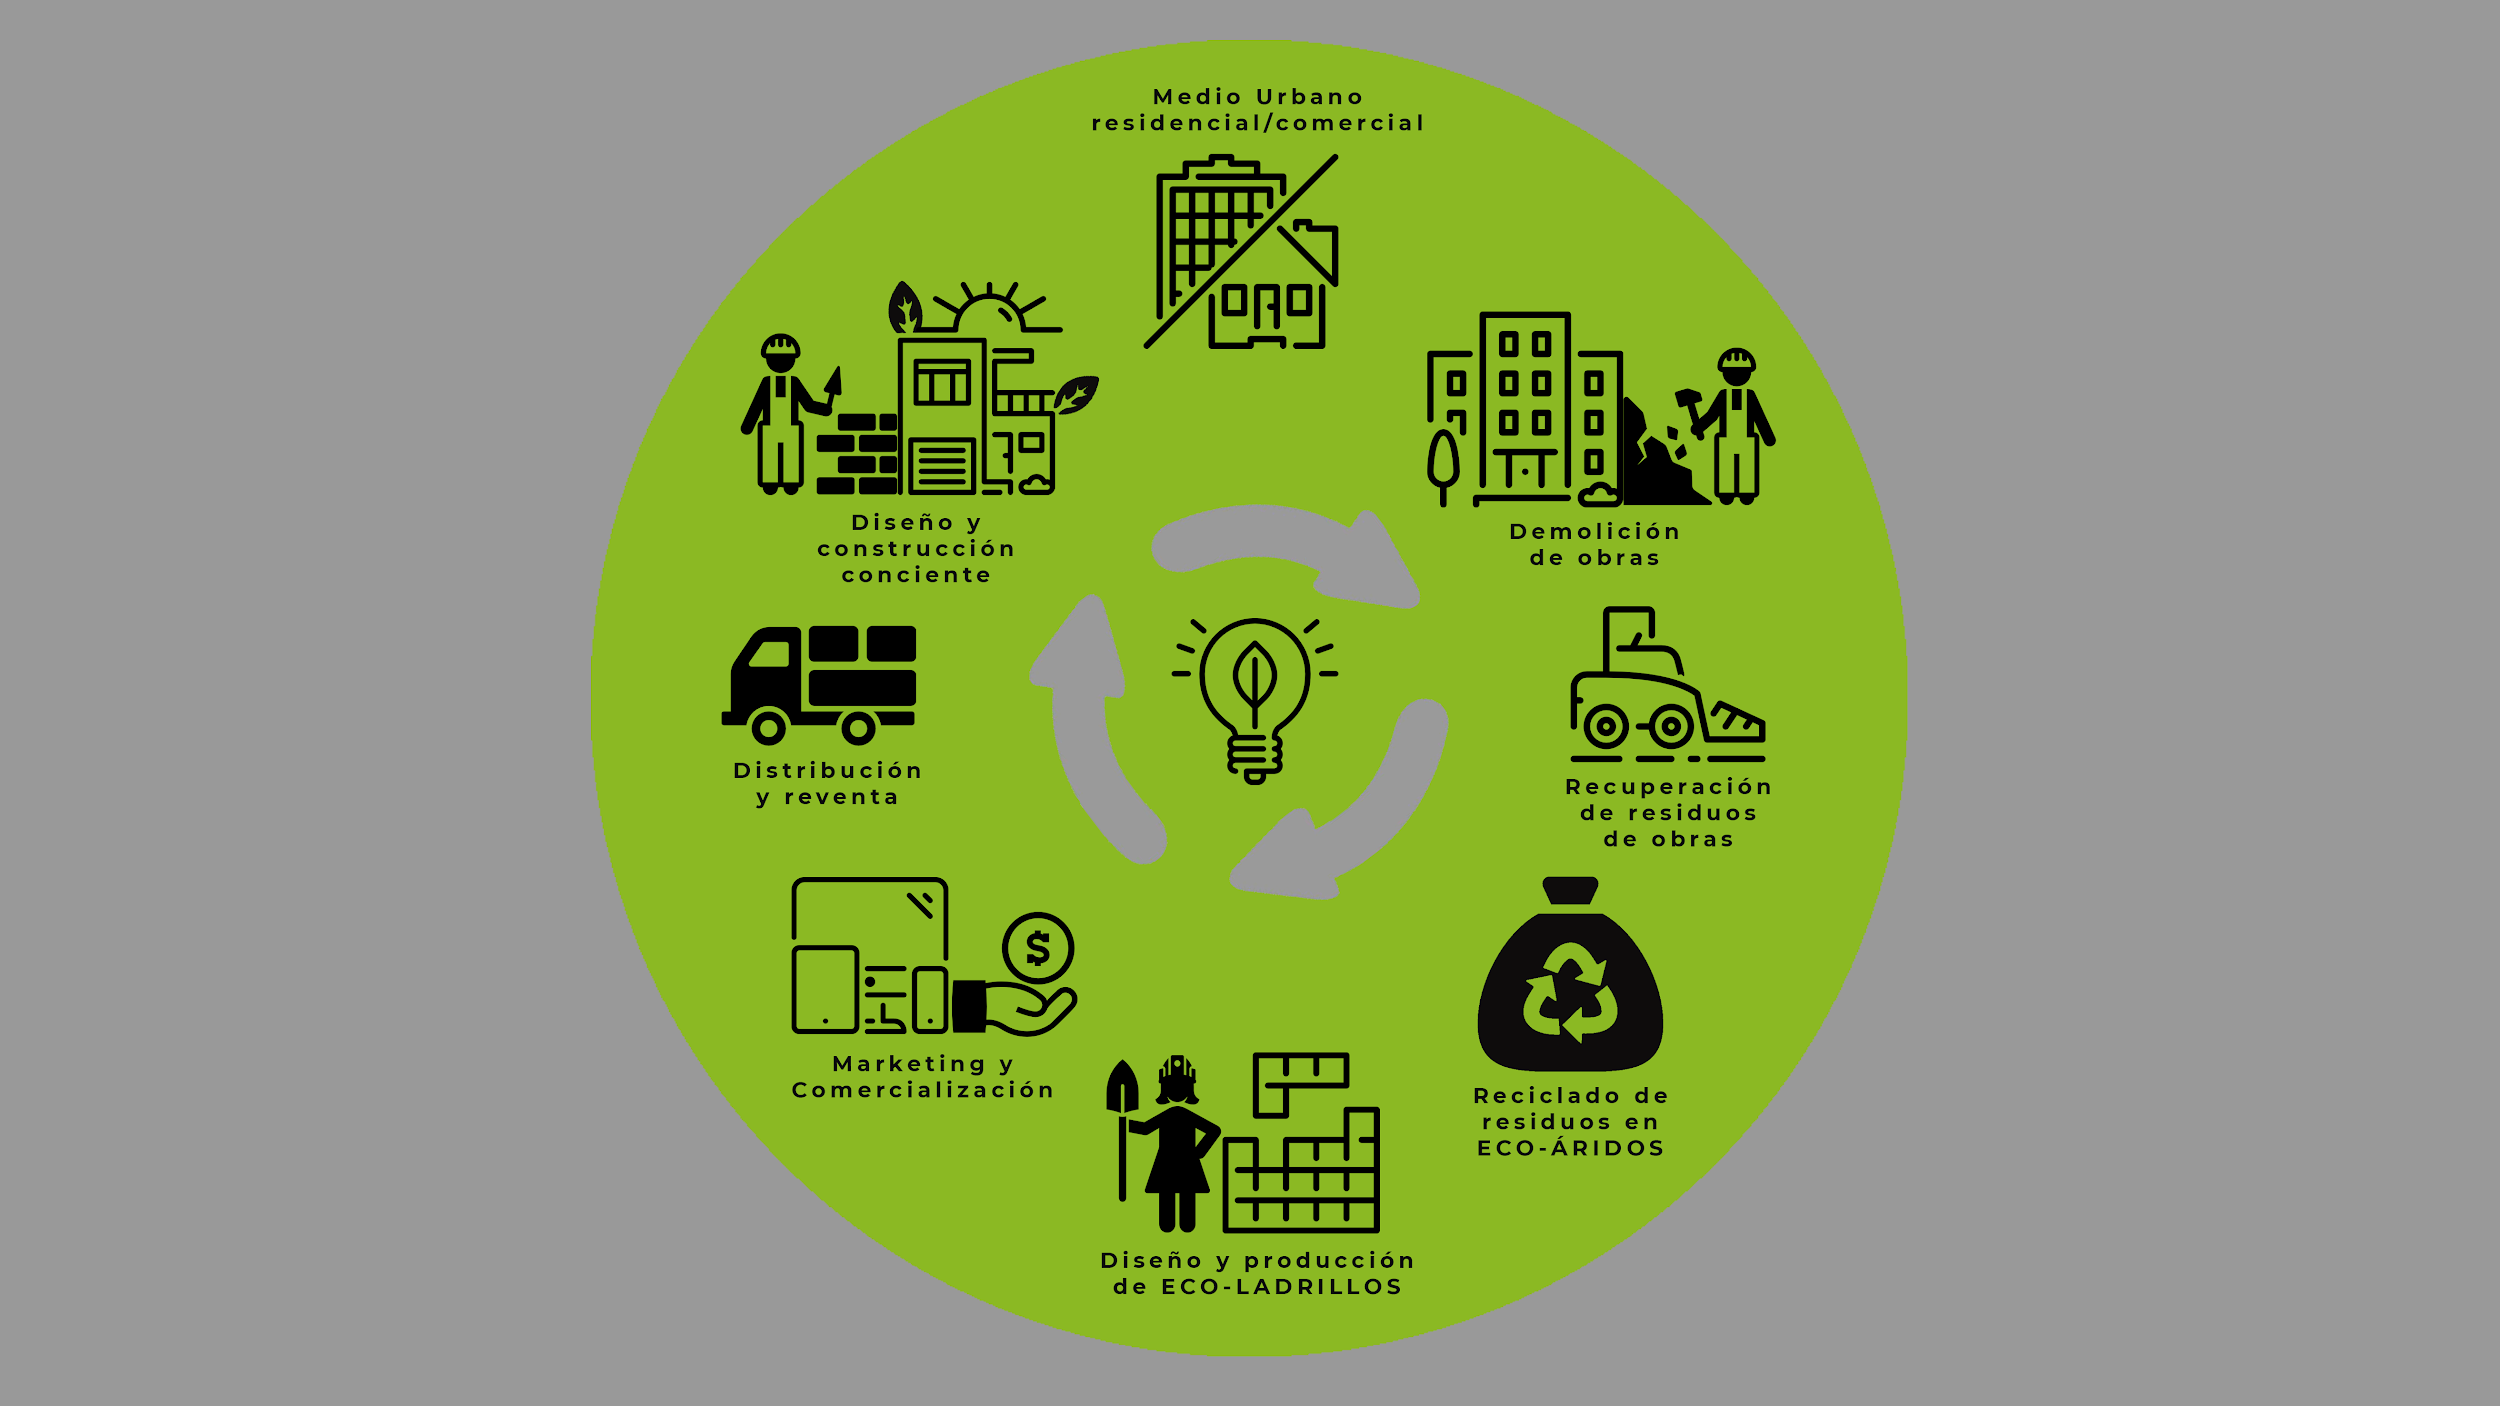 Medio Urbano
residencial/comercial
Demolición
de obras
Recuperación
de residuos
de obras
Reciclado de
residuos en
ECO-ÁRIDOS
Diseño y producción
de ECO-LADRILLOS
Marketing y
Comercialización
$
Distribución
y reventa
Diseño y
construcción
conciente